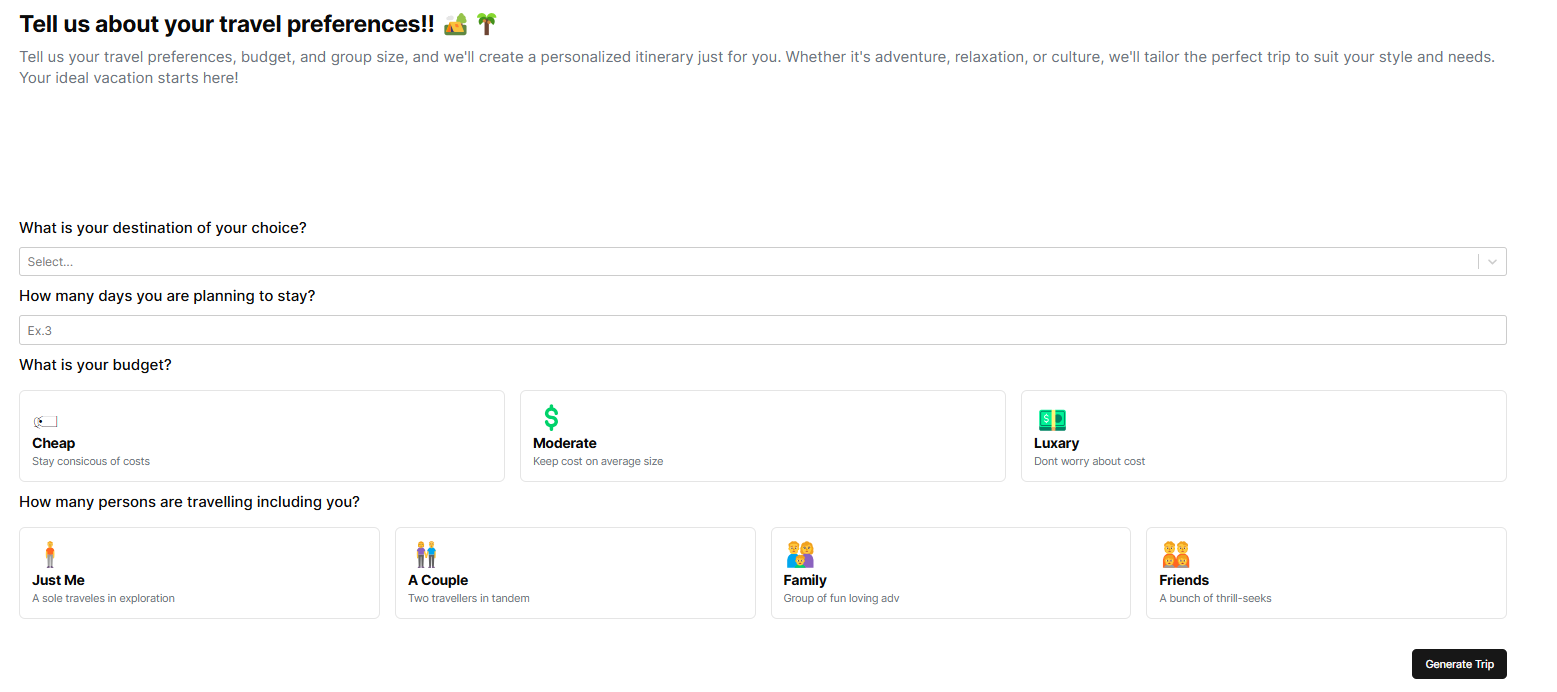 Tell us about your travel preferences!! 🏕️ 🌴
Tell us your travel preferences, budget, and group size, and we'll create a personalized itinerary just for you. Whether it's adventure, relaxation, or culture, we'll tailor the perfect trip to suit your style and needs.
Your ideal vacation starts here!
What is your destination of your choice?
Select...
How many days you are planning to stay?
Ex.3
What is your budget?
Cheap
Stay consicous of costs
Moderate
Keep cost on average size
Luxary
Dont worry about cost
How many persons are travelling including you?
Just Me
A sole traveles in exploration
A Couple
Two travellers in tandem
Family
Group of fun loving adv
Friends
A bunch of thrill-seeks
Generate Trip